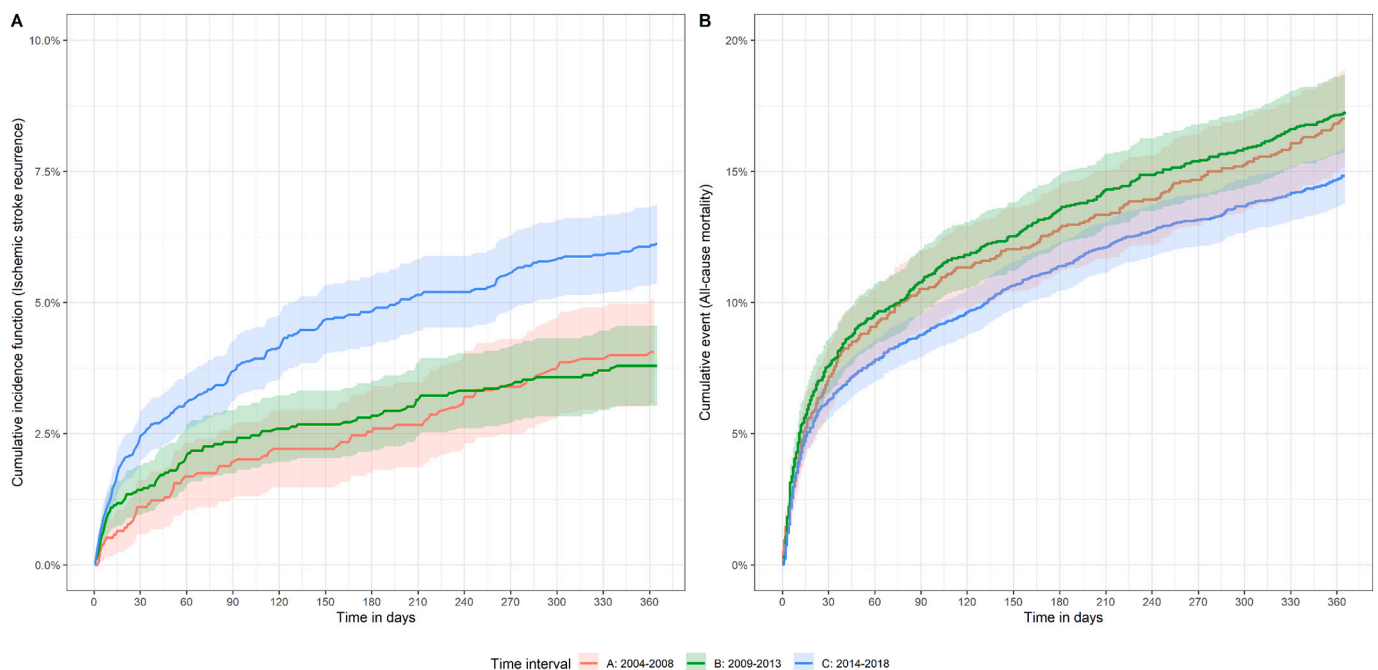 A
Cumulative incidence function (Ischemic stroke recurrence)
10.0%
7.5%
5.0%
2.5%
0.0%
0 30 60 90 120 150 180 210 240 270 300 330 360
Time in days
B
Cumulative event (All-cause mortality)
20%
15%
10%
5%
0%
0 30 60 90 120 150 180 210 240 270 300 330 360
Time in days
Time interval A: 2004-2008 B: 2009-2013 C: 2014-2018